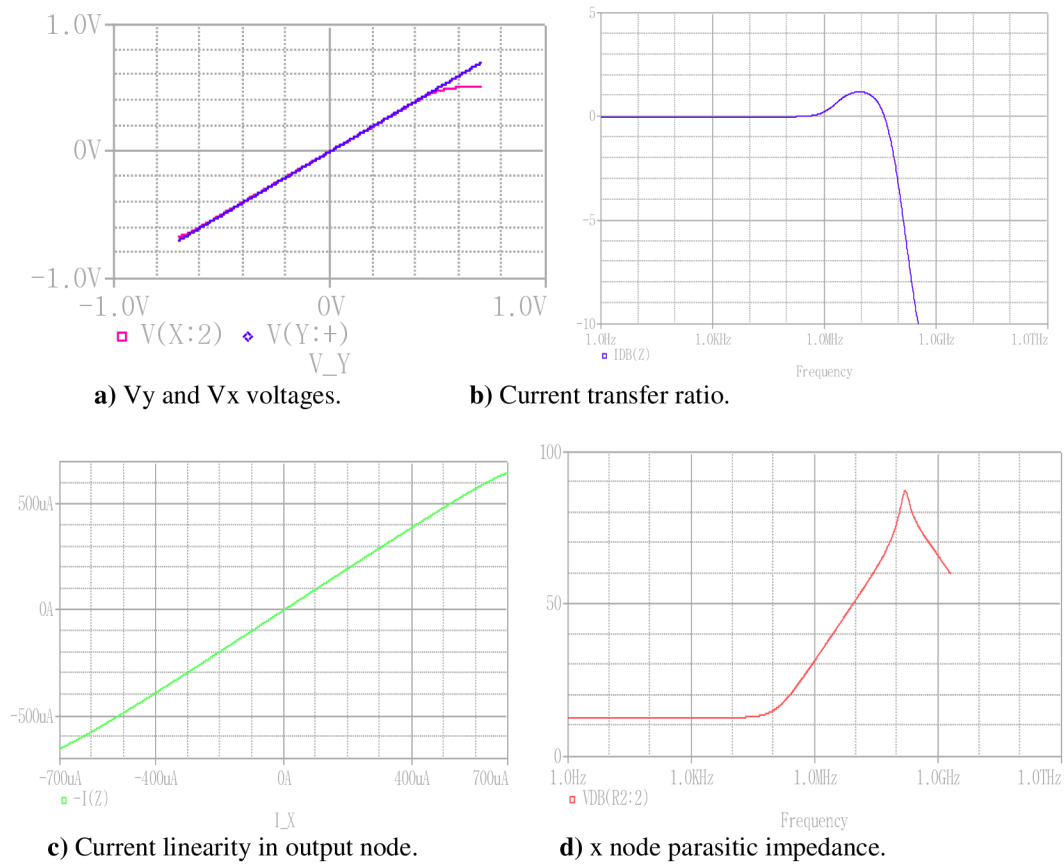 1.0V
0V
-1.0V
-1.0V 0V 1.0V
V(X:2) V(Y:+)
V_Y
a) Vy and Vx voltages.
5
0
-5
-10
1.0Hz 1.0KHz 1.0MHz 1.0GHz 1.0THz
IDB(Z)
Frequency
b) Current transfer ratio.
500uA
0A
-500uA
-700uA -400uA 0A 400uA 700uA
-I(Z)
I_X
c) Current linearity in output node.
100
50
0
1.0Hz 1.0KHz 1.0MHz 1.0GHz 1.0THz
VDB(R2:2)
Frequency
d) x node parasitic impedance.